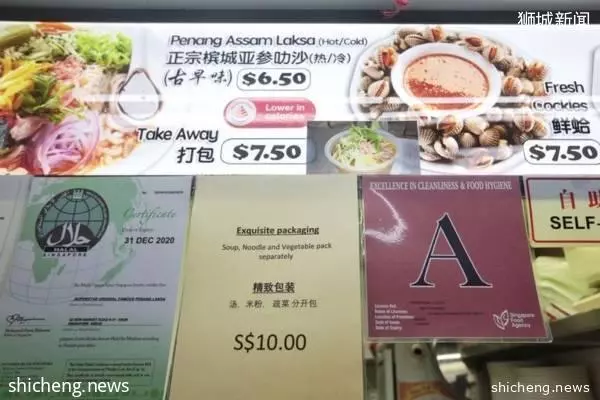 狮城新闻
shicheng.news
Penang Assam Laksa (Hot/Cold)
正宗槟城亚参叻沙(热/冷)
(古早味) $6.50
Lower in
calories
Take Away
打包 $7.50
Fresh
Cockles
鲜蛤
$7.50
Certificate
31 DEC 2020
HALAL
SINGAPORE
Exquisite packaging
Soup, Noodle and Vegetable pack
separately
精致包装
汤、米粉、蔬菜 分开包
S$10.00
EXCELLENCE IN CLEANLINESS & FOOD HYGIENE
A
Singapore
Food
Agency
自助
SELF-
shicheng.news
shicheng.news